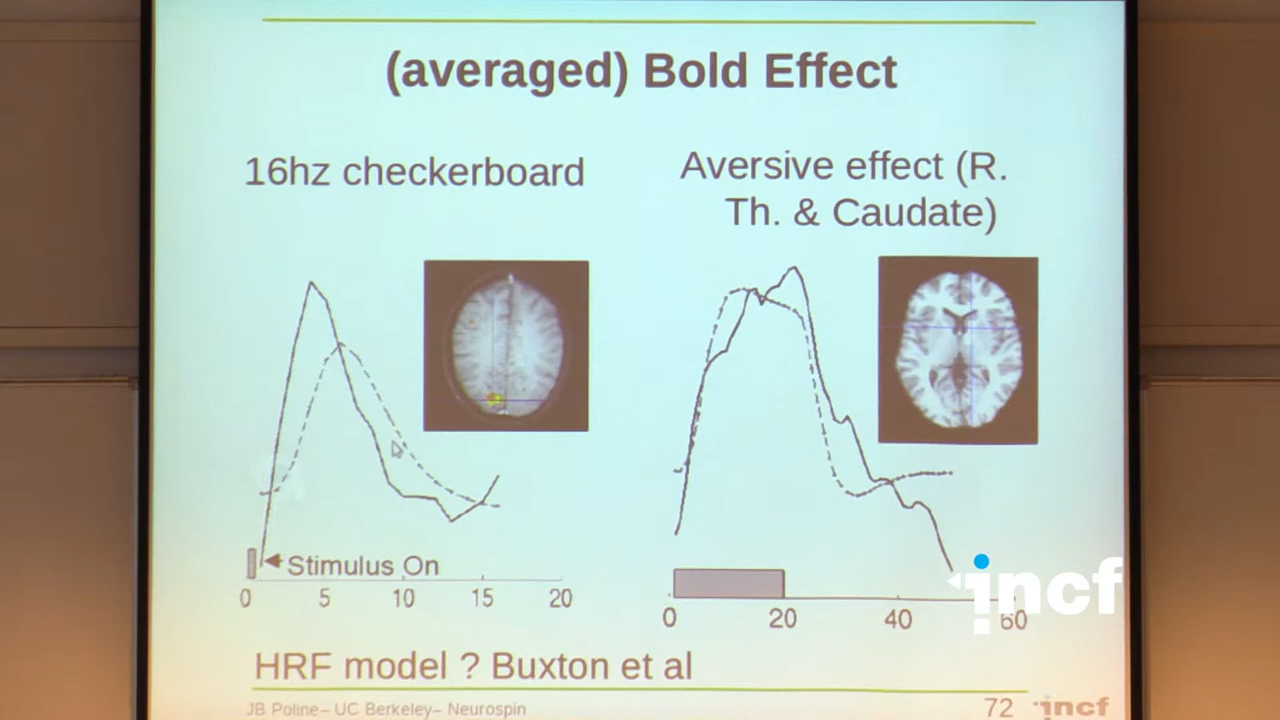 (averaged) Bold Effect
16hz checkerboard
Aversive effect (R.
Th. & Caudate)
Stimulus On
0 5 10 15 20
0 20 40 60
incf
HRF model ? Buxton et al
JB Poline– UC Berkeley– Neurospin
72
incf